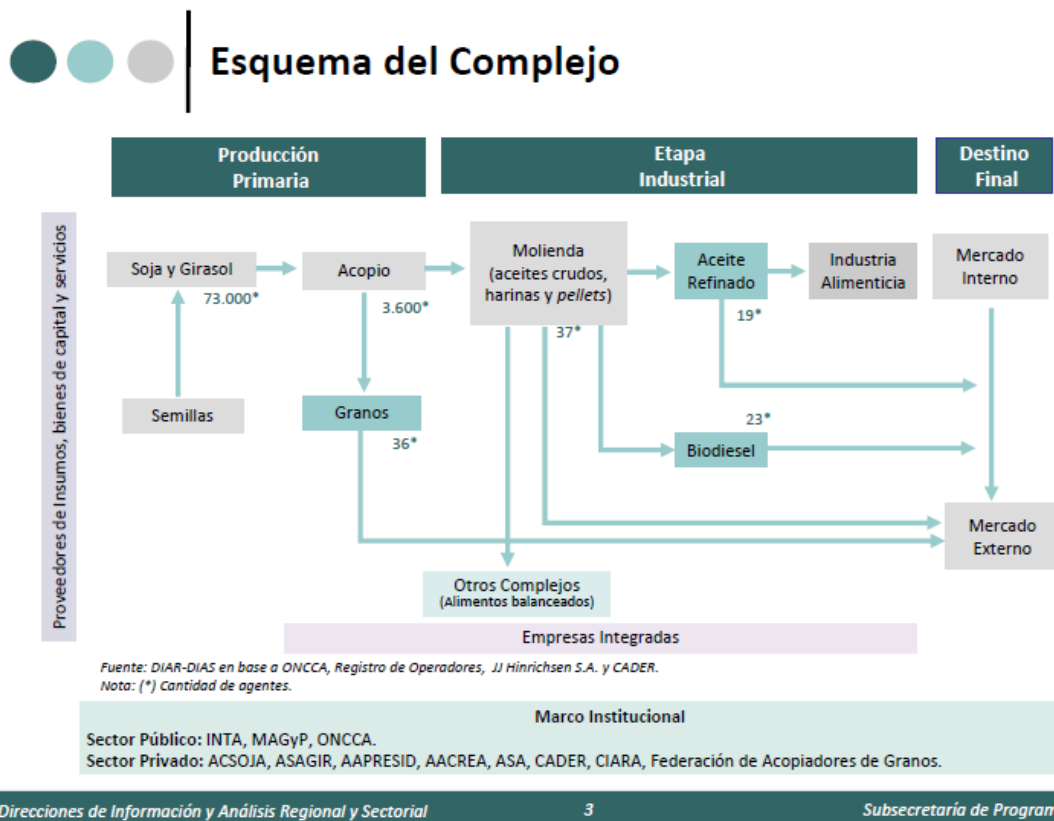 Esquema del Complejo
Producción
Primaria
Etapa
Industrial
Destino
Final
Proveedores de Insumos, bienes de capital y servicios
Soja y Girasol
73.000*
Acopio
3.600*
Molienda
(aceites crudos,
harinas y pellets)
37*
Aceite
Refinado
19*
Industria
Alimenticia
Mercado
Interno
Semillas
Granos
36*
23*
Biodiesel
Mercado
Externo
Otros Complejos
(Alimentos balanceados)
Empresas Integradas
Fuente: DIAR-DIAS en base a ONCCA, Registro de Operadores, JJ Hinrichsen S.A. y CADER.
Nota: (*) Cantidad de agentes.
Marco Institucional
Sector Público: INTA, MAGyP, ONCCA.
Sector Privado: ACSOJA, ASAGIR, AAPRESID, AACREA, ASA, CADER, CIARA, Federación de Acopiadores de Granos.
Direcciones de Información y Análisis Regional y Sectorial
3
Subsecretaría de Program